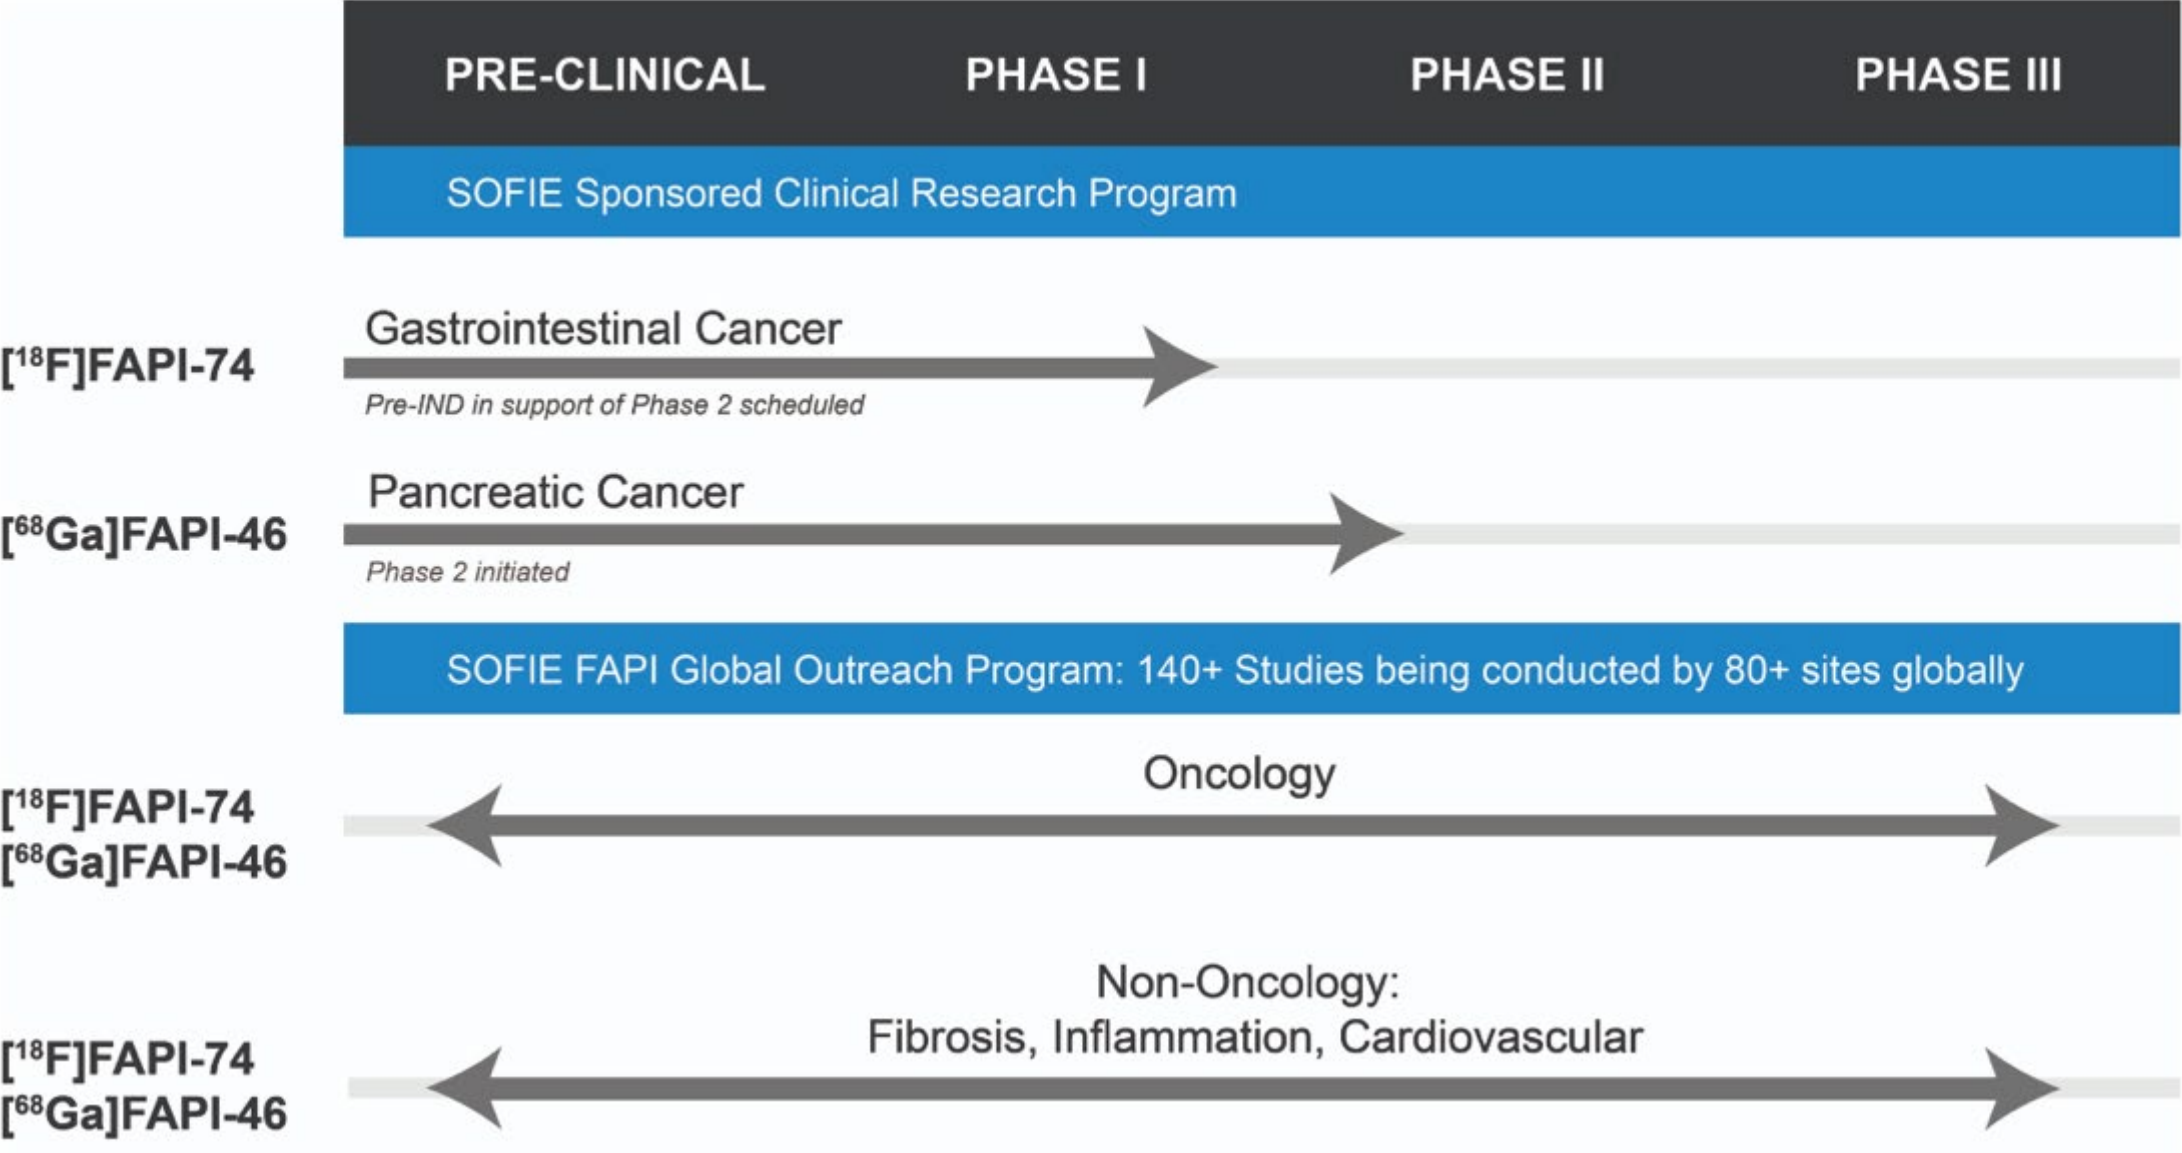 PRE-CLINICAL PHASE I PHASE II PHASE III
SOFIE Sponsored Clinical Research Program
Gastrointestinal Cancer
[¹⁸F]FAPI-74
Pre-IND in support of Phase 2 scheduled
Pancreatic Cancer
[⁶⁸Ga]FAPI-46
Phase 2 initiated
SOFIE FAPI Global Outreach Program: 140+ Studies being conducted by 80+ sites globally
Oncology
[¹⁸F]FAPI-74
[⁶⁸Ga]FAPI-46
Non-Oncology:
Fibrosis, Inflammation, Cardiovascular
[¹⁸F]FAPI-74
[⁶⁸Ga]FAPI-46